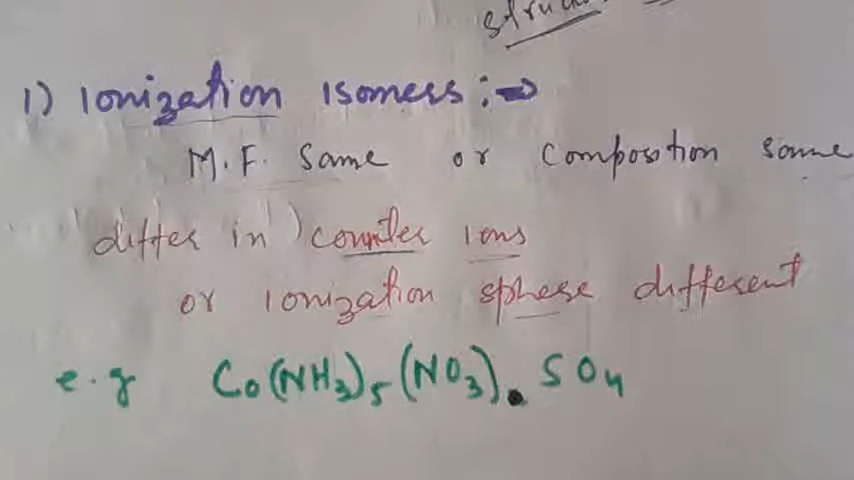 struc
1) Ionization Isomers :⇒
M.F. Same or Composition same
differ in ) counter ions
or Ionization sphere different
e.g Co(NH₃)₅(NO₃). SO₄